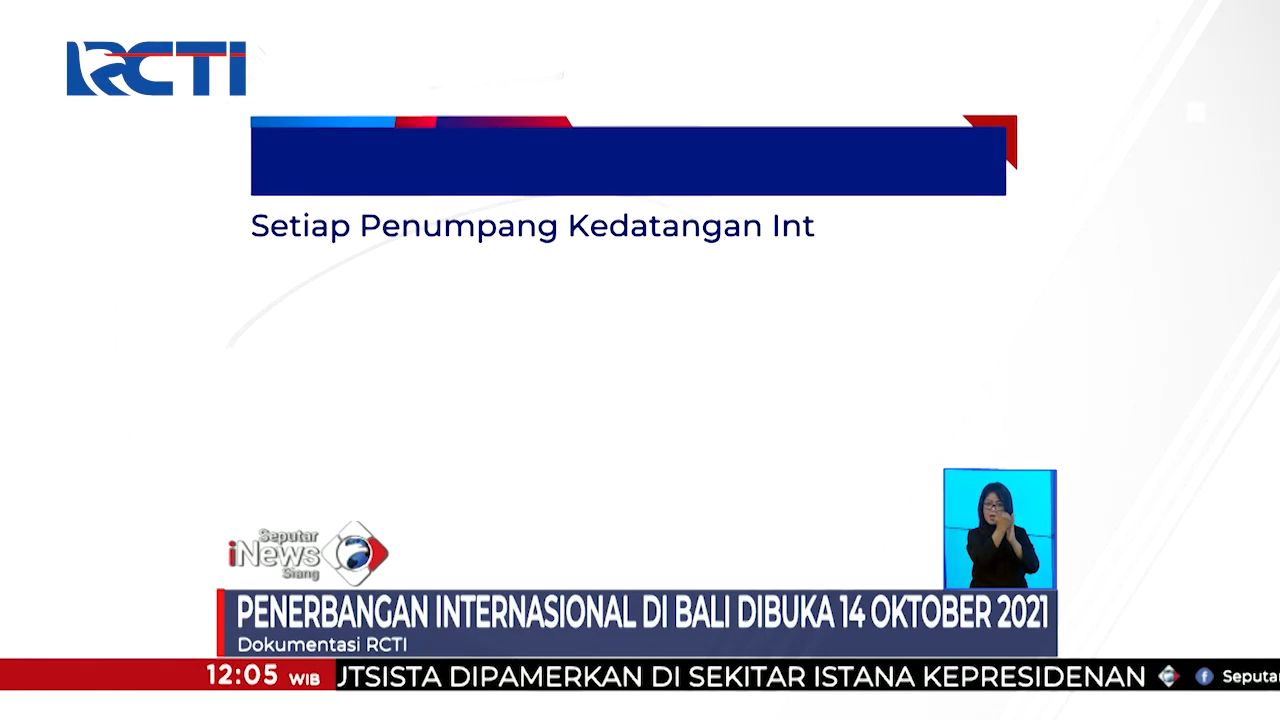 RCTI
Setiap Penumpang Kedatangan Int
Seputar
iNews
Siang
PENERBANGAN INTERNASIONAL DI BALI DIBUKA 14 OKTOBER 2021
Dokumentasi RCTI
12:05 WIB
UTSISTA DIPAMERKAN DI SEKITAR ISTANA KEPRESIDENAN
Seputar